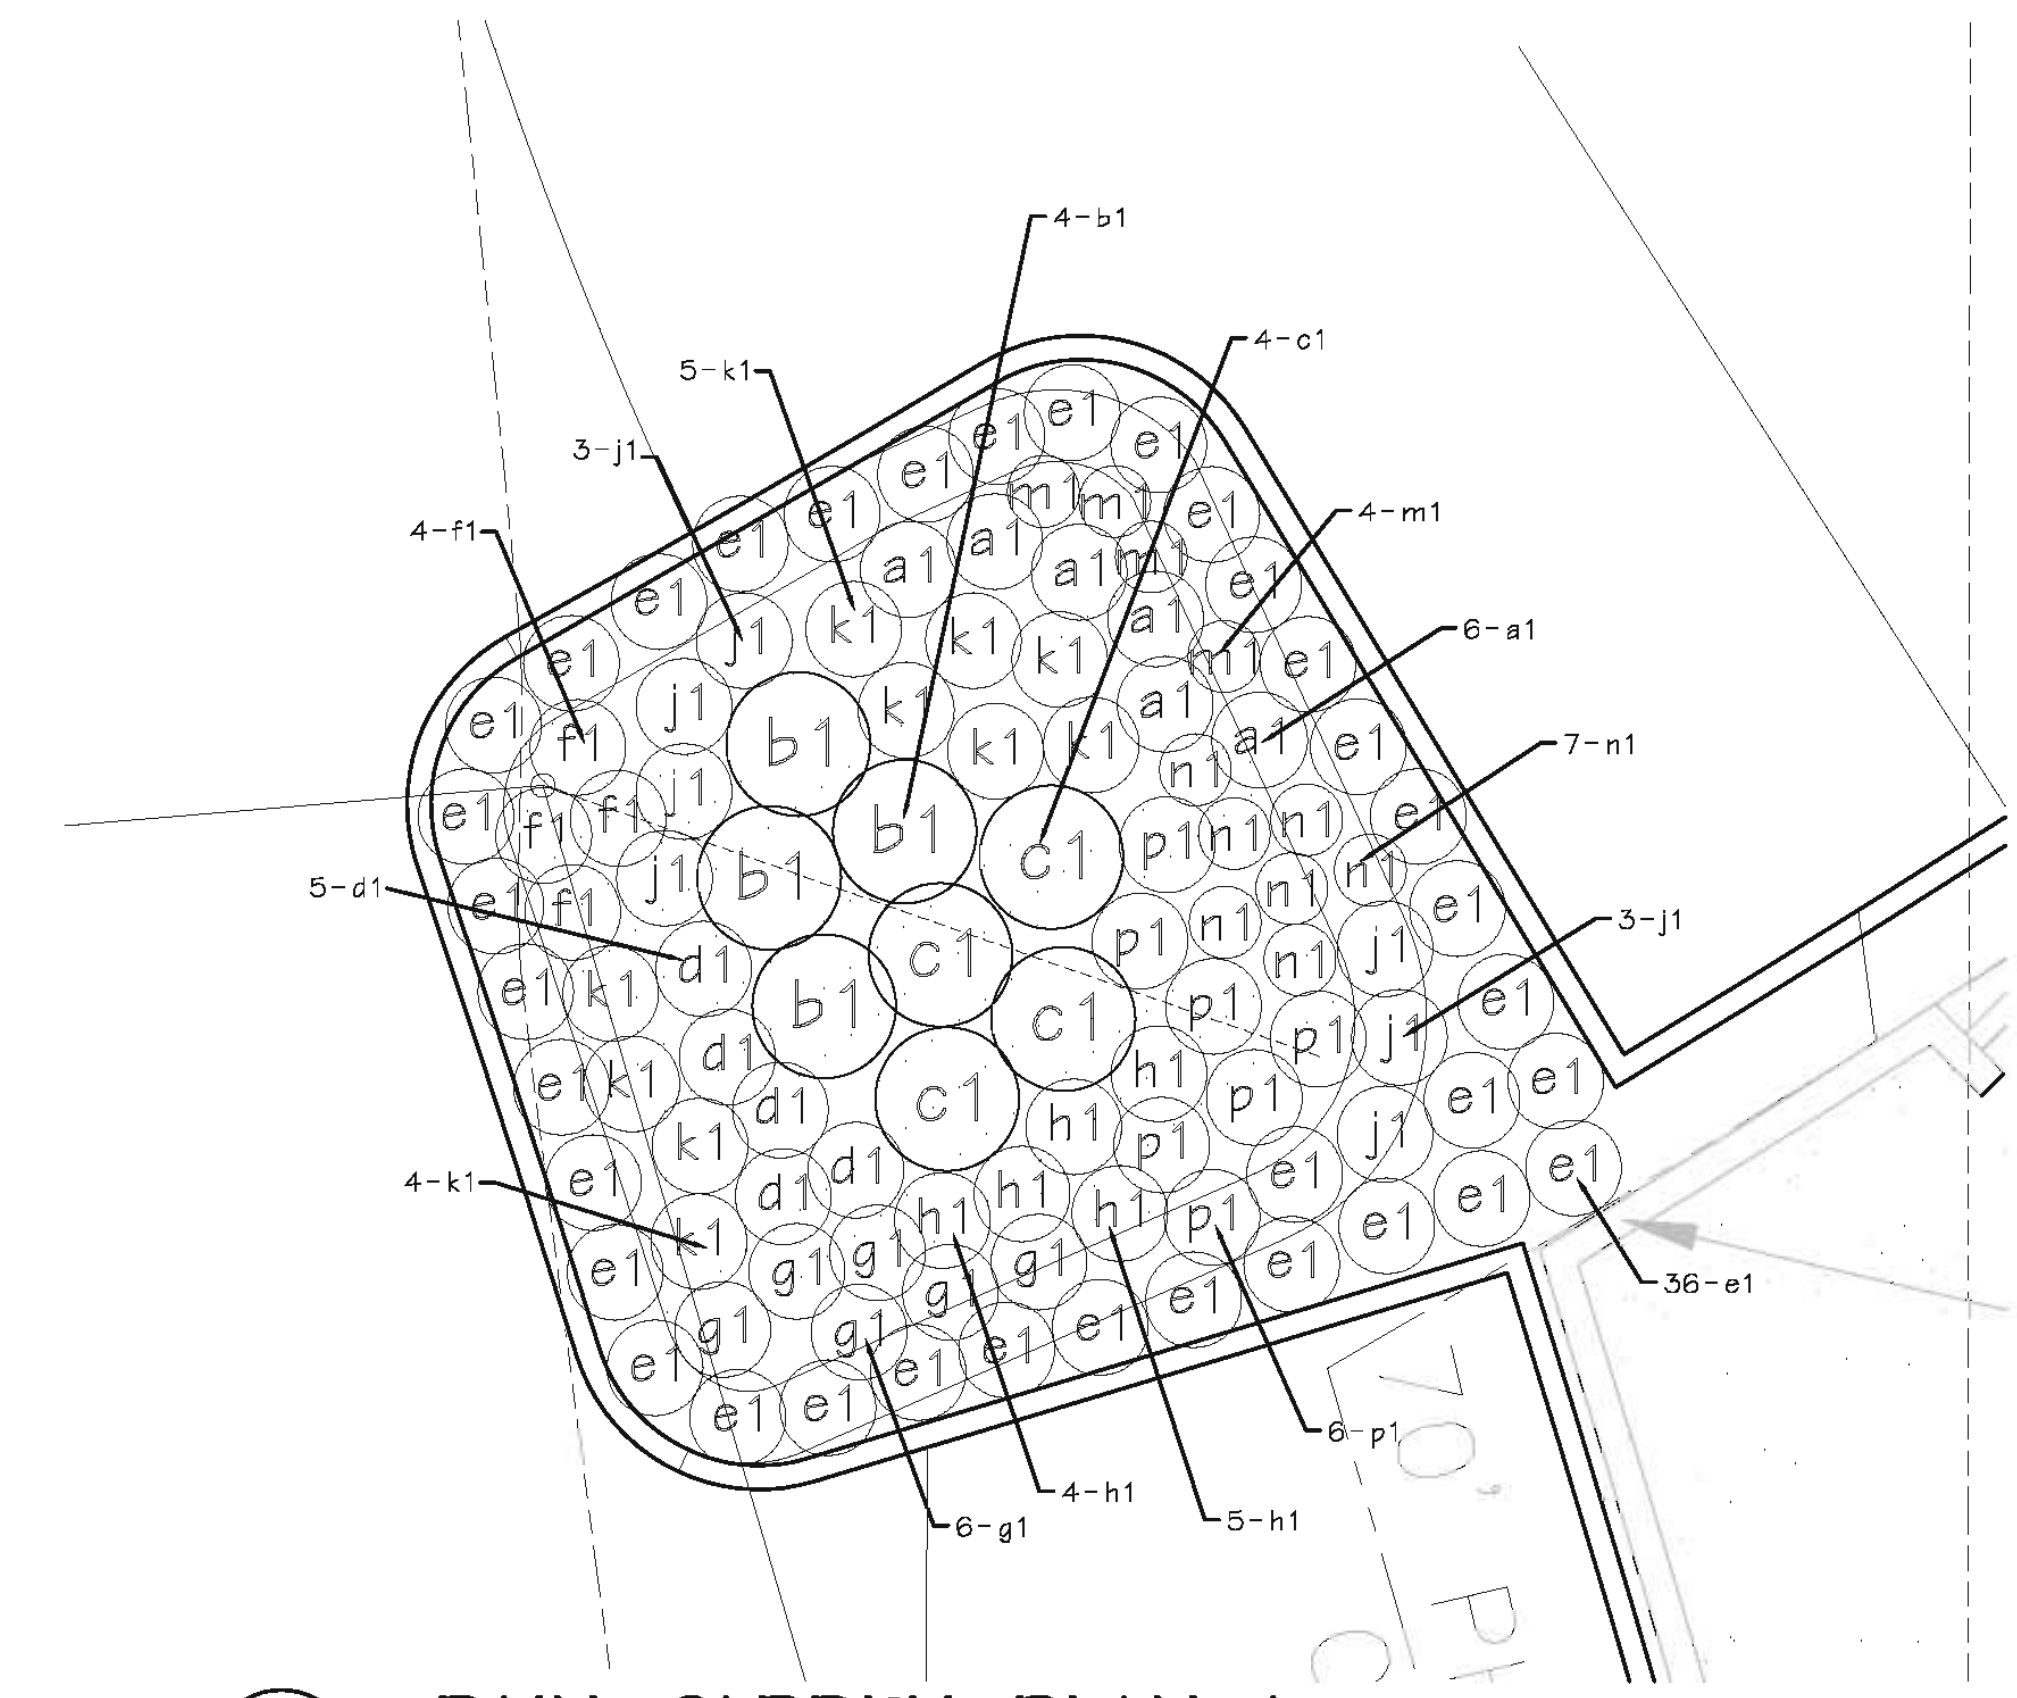 4-b1
4-c1
5-k1
3-j1
4-f1
4-m1
6-a1
7-n1
5-d1
3-j1
4-k1
36-e1
6-p1
4-h1
5-h1
6-g1
e1
e1 e1
e1 e1
e1 m1 m1 e1
e1 a1 a1 a1 m1 e1
e1 j1 k1 k1 k1 a1 m1 e1
e1 j1 b1 k1 k1 k1 a1 a1 e1
e1 f1 j1 n1
e1 f1 f1 b1 c1 p1 n1 n1 e1
e1 f1 j1 b1 n1 n1 e1
e1 k1 d1 c1 p1 n1 n1 j1
b1 c1 p1 p1 j1 e1
e1 k1 d1 d1 c1 h1 h1 p1 e1 e1
k1 d1 d1 p1 j1
e1 k1 h1 h1 h1 p1 e1 e1 e1 e1
e1 g1 g1 g1 g1 e1 e1
e1 g1 g1 e1 e1 e1
e1 e1
70'